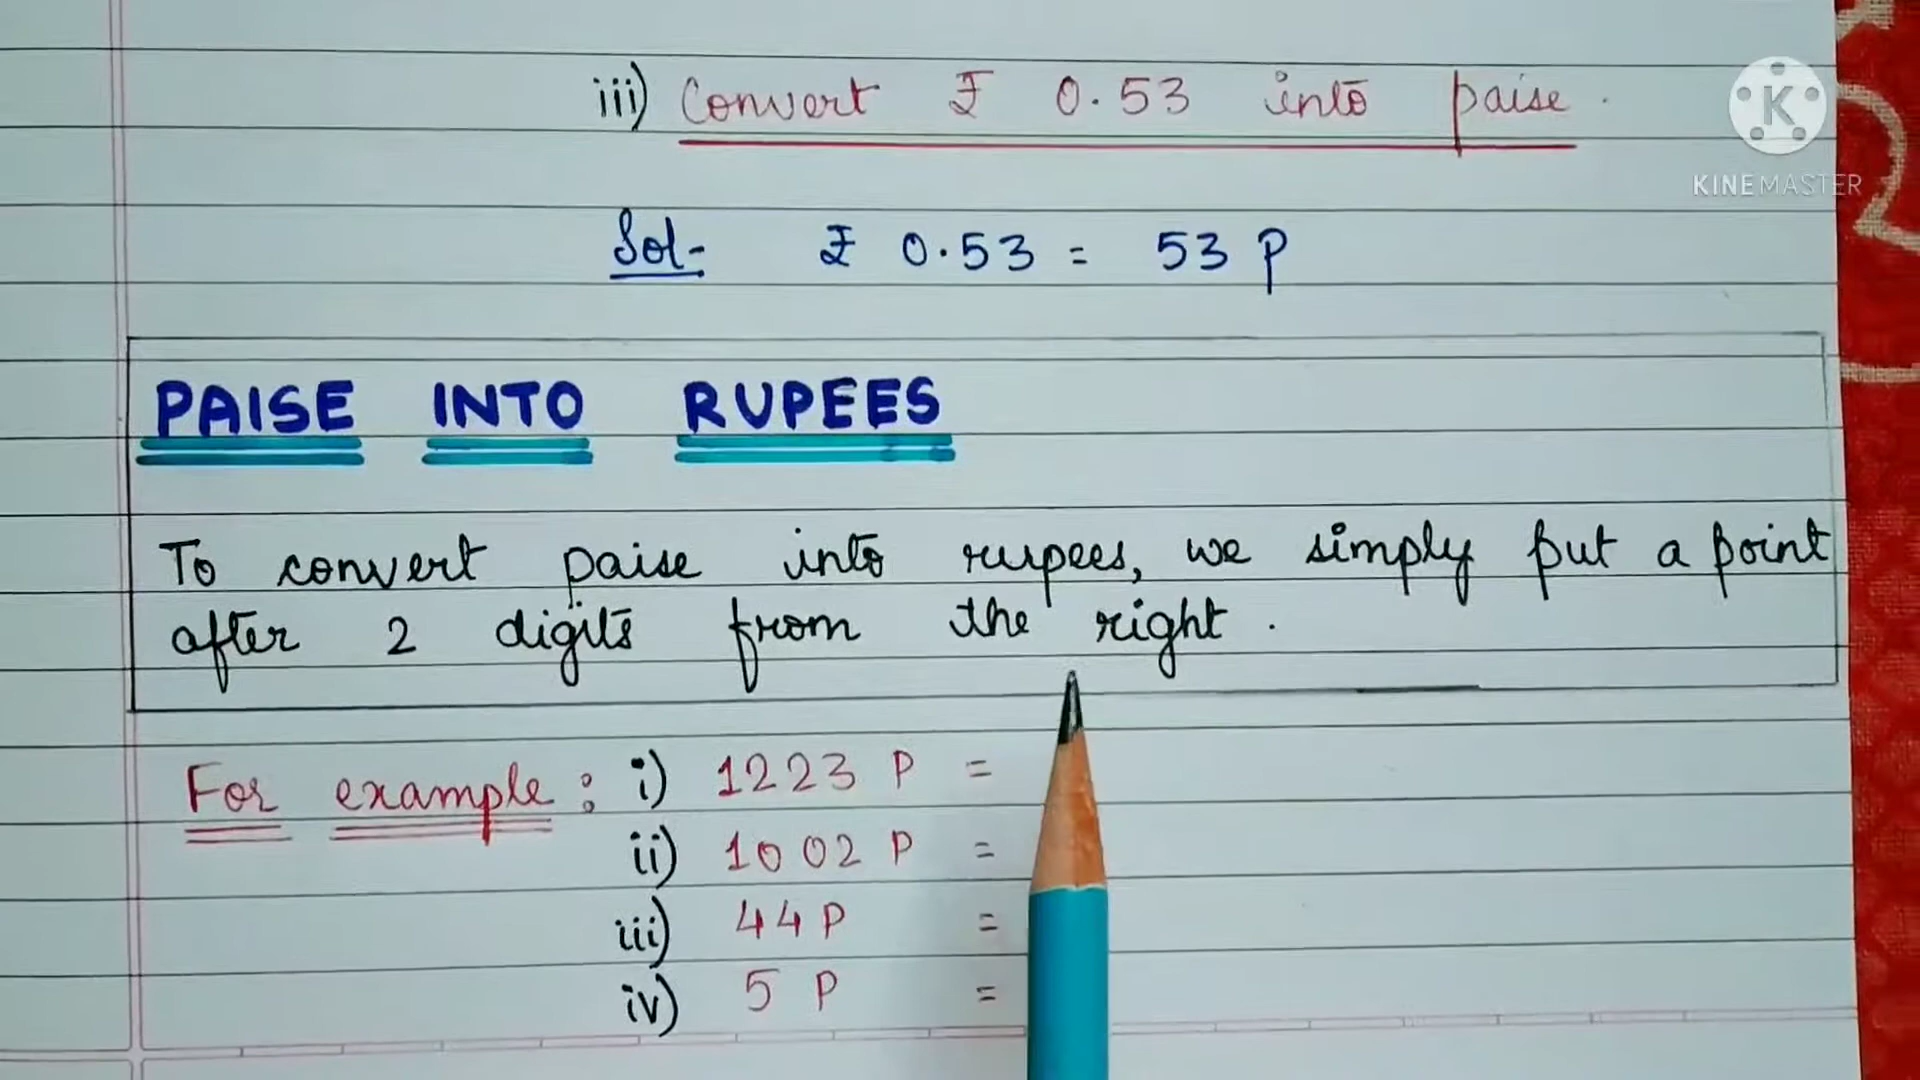 iii) Convert ₹ 0.53 into paise.
K
KINEMASTER
Sol- ₹ 0.53 = 53 P
PAISE INTO RUPEES
To convert paise into rupees, we simply put a point
after 2 digits from the right.
For example : i) 1223 P =
ii) 1002 P =
iii) 44 P =
iv) 5 P =